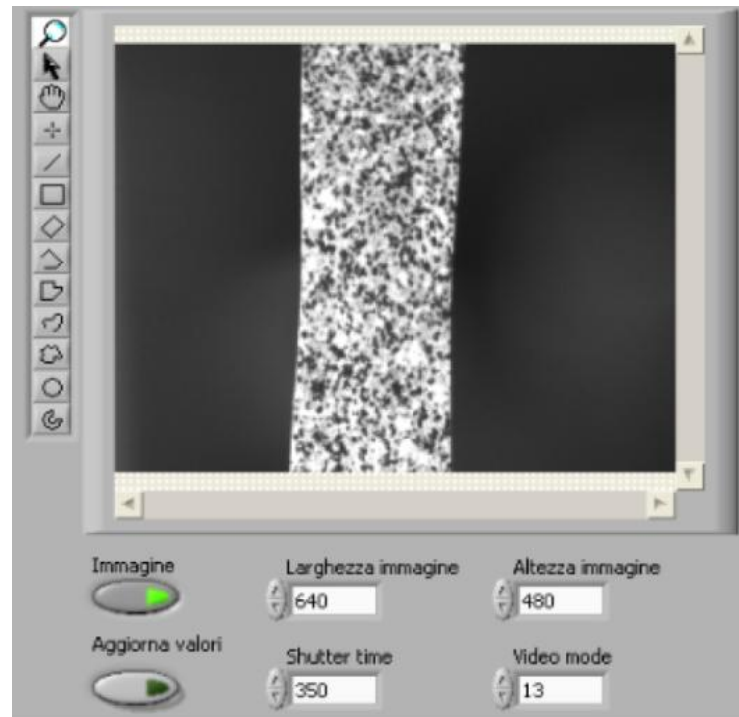 Immagine
Larghezza immagine
Altezza immagine
640
480
Aggiorna valori
Shutter time
Video mode
350
13